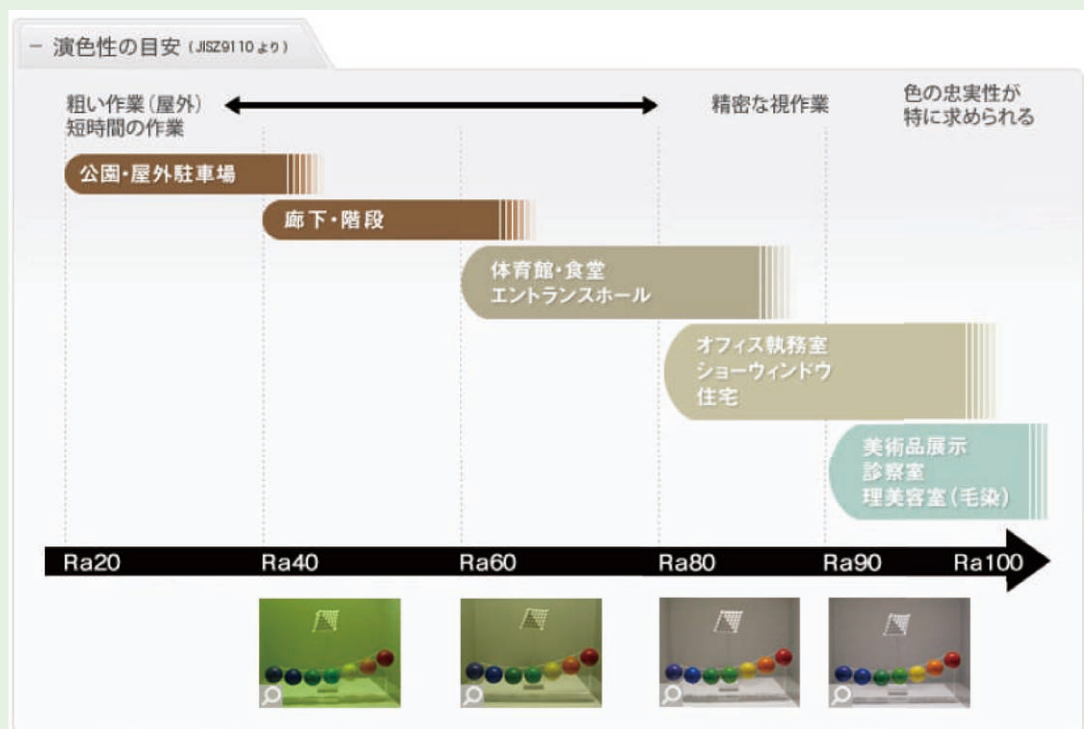 演色性の目安（JISZ9110より）
粗い作業（屋外）
短時間の作業
精密な視作業
色の忠実性が
特に求められる
公園・屋外駐車場
廊下・階段
体育館・食堂
エントランスホール
オフィス執務室
ショーウィンドウ
住宅
美術品展示
診察室
理美容室（毛染）
Ra20
Ra40
Ra60
Ra80
Ra90
Ra100